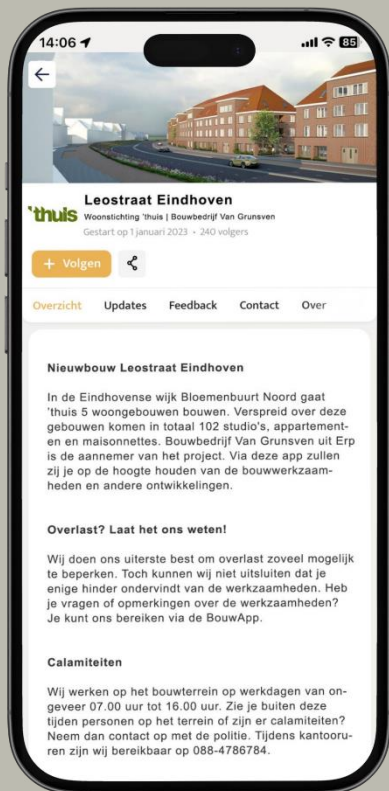 14:06
85
'thuis
Leostraat Eindhoven
Woonstichting 'thuis | Bouwbedrijf Van Grunsven
Gestart op 1 januari 2023 • 240 volgers
+ Volgen
Overzicht Updates Feedback Contact Over
Nieuwbouw Leostraat Eindhoven
In de Eindhovense wijk Bloemenbuurt Noord gaat
'thuis 5 woongebouwen bouwen. Verspreid over deze
gebouwen komen in totaal 102 studio's, appartement-
en en maisonnettes. Bouwbedrijf Van Grunsven uit Erp
is de aannemer van het project. Via deze app zullen
zij je op de hoogte houden van de bouwwerkzaam-
heden en andere ontwikkelingen.
Overlast? Laat het ons weten!
Wij doen ons uiterste best om overlast zoveel mogelijk
te beperken. Toch kunnen wij niet uitsluiten dat je
enige hinder ondervindt van de werkzaamheden. Heb
je vragen of opmerkingen over de werkzaamheden?
Je kunt ons bereiken via de BouwApp.
Calamiteiten
Wij werken op het bouwterrein op werkdagen van on-
geveer 07.00 uur tot 16.00 uur. Zie je buiten deze
tijden personen op het terrein of zijn er calamiteiten?
Neem dan contact op met de politie. Tijdens kantooru-
ren zijn wij bereikbaar op 088-4786784.